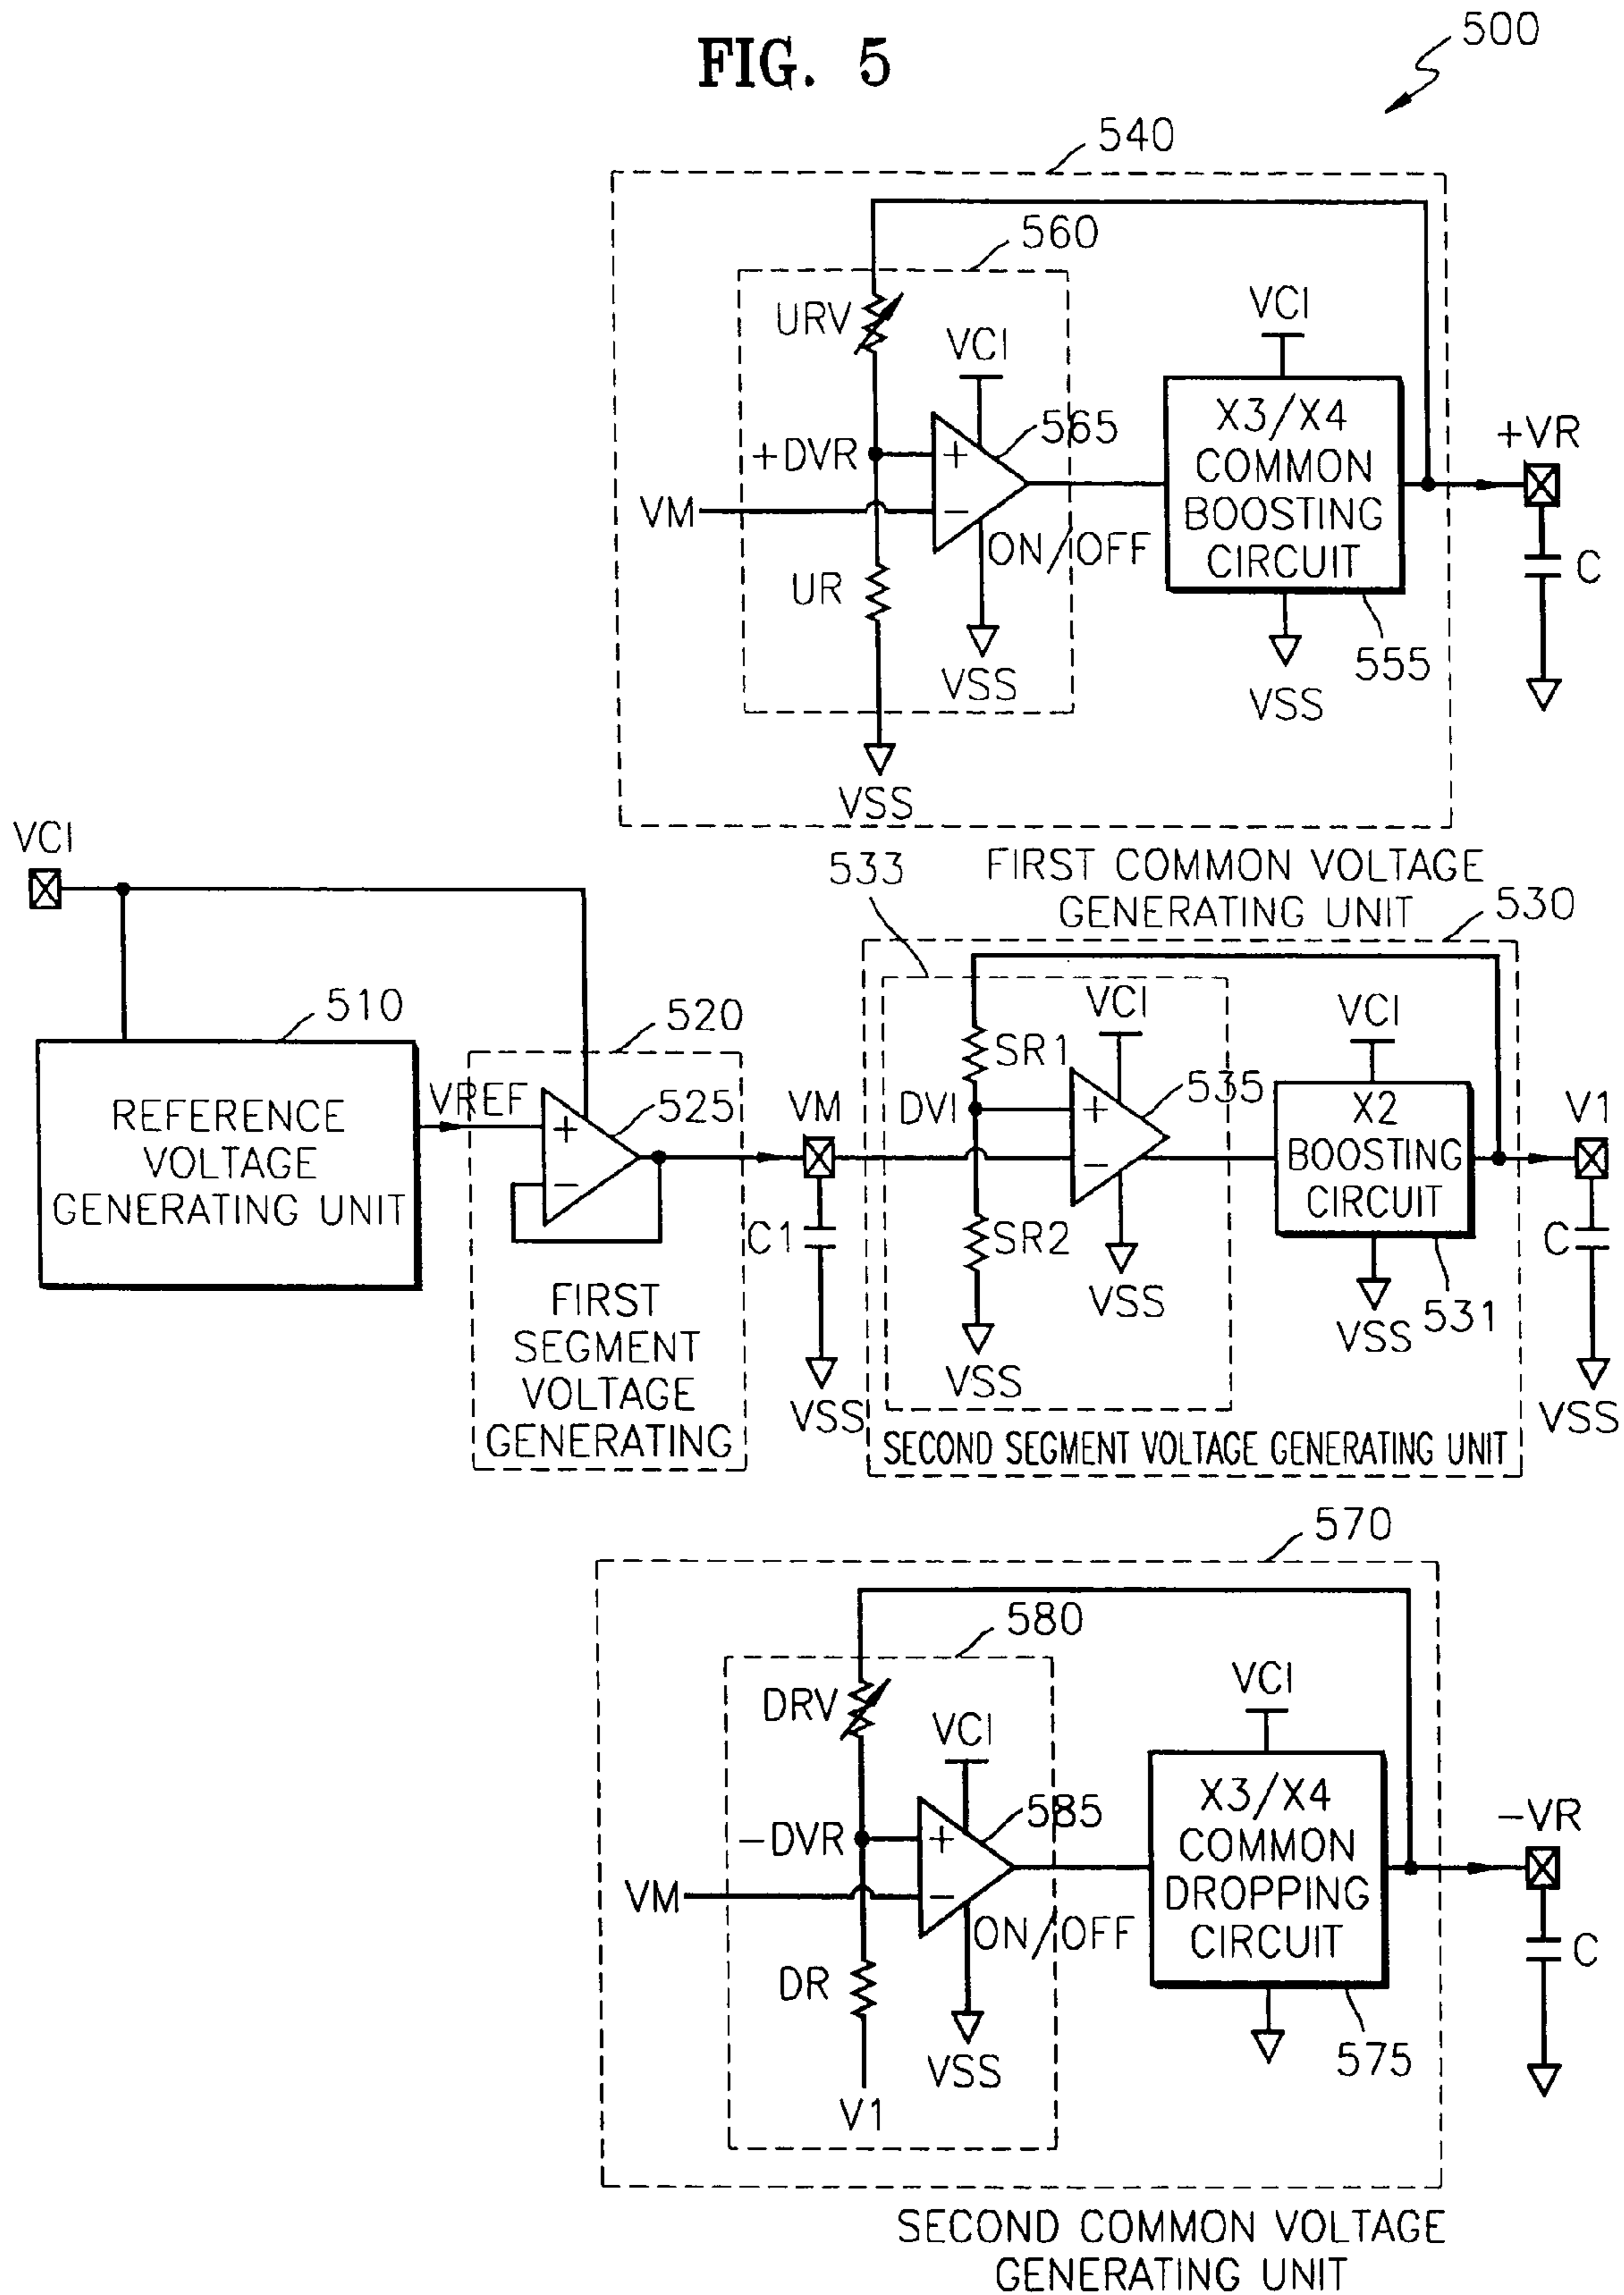 FIG. 5
500
540
560
URV
VCI
VCI
565
+DVR
+
X3/X4
COMMON
BOOSTING
CIRCUIT
+VR
VM
−
ON/OFF
UR
C
555
VSS
VSS
VSS
VCI
533
FIRST COMMON VOLTAGE
GENERATING UNIT
530
510
520
VCI
VCI
SR1
REFERENCE
VOLTAGE
GENERATING UNIT
VREF
+
−
525
VM
DVI
+
−
535
X2
BOOSTING
CIRCUIT
V1
C1
SR2
C
VSS
531
VSS
VSS
VSS
VSS
FIRST
SEGMENT
VOLTAGE
GENERATING
SECOND SEGMENT VOLTAGE GENERATING UNIT
570
580
DRV
VCI
VCI
585
−DVR
+
X3/X4
COMMON
DROPPING
CIRCUIT
−VR
VM
−
ON/OFF
DR
C
575
VSS
V1
SECOND COMMON VOLTAGE
GENERATING UNIT